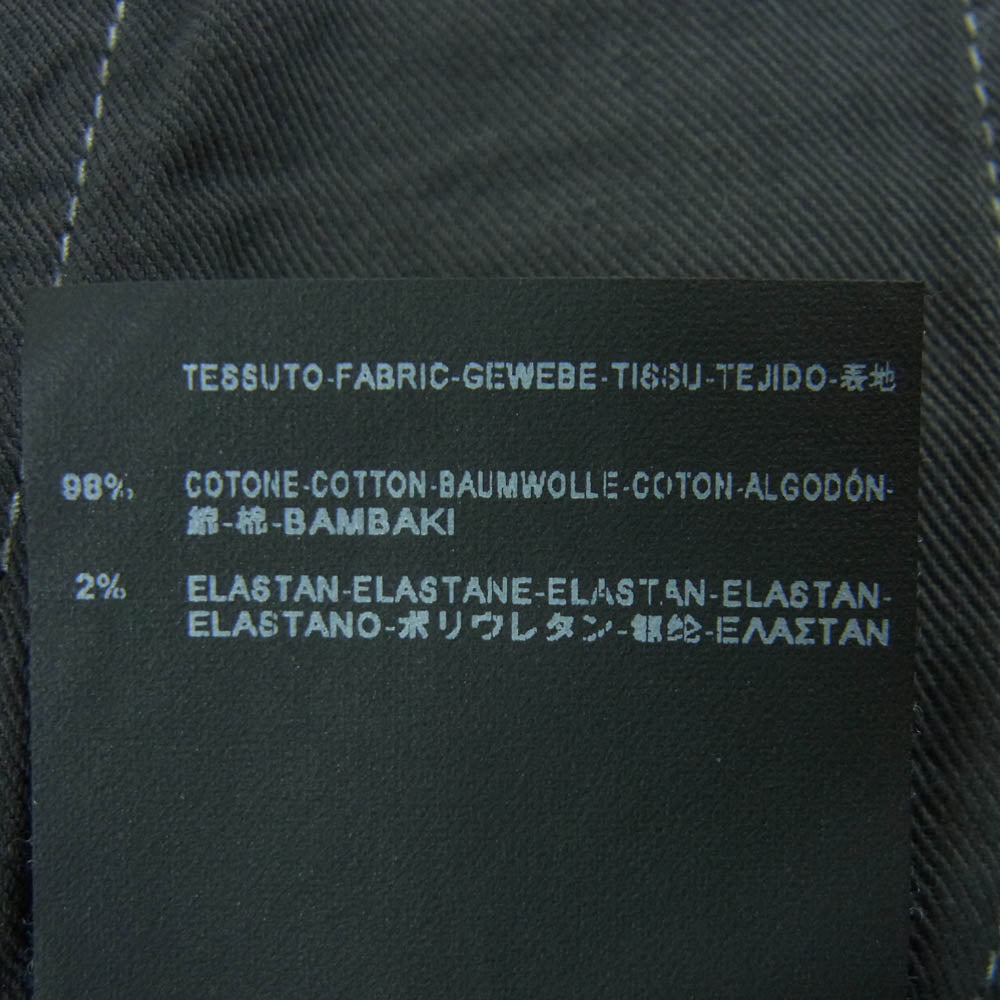 TESSUTO-FABRIC-GEWEBE-TISSU-TEJIDO-表地
98% COTONE-COTTON-BAUMWOLLE-COTON-ALGODÓN-
綿-棉-BAMBAKI
2% ELASTAN-ELASTANE-ELASTAN-ELASTAN-
ELASTANO-ポリウレタン-氨纶-ΕΛΑΣΤΑΝ